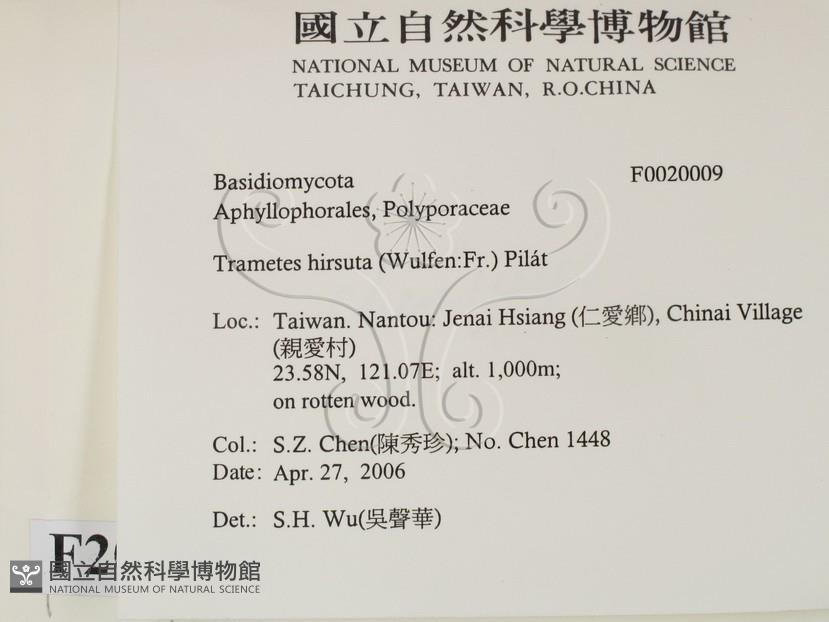 國立自然科學博物館
NATIONAL MUSEUM OF NATURAL SCIENCE
TAICHUNG, TAIWAN, R.O.CHINA
Basidiomycota F0020009
Aphyllophorales, Polyporaceae
Trametes hirsuta (Wulfen:Fr.) Pilát
Loc.: Taiwan. Nantou: Jenai Hsiang (仁愛鄉), Chinai Village
(親愛村)
23.58N, 121.07E; alt. 1,000m;
on rotten wood.
Col.: S.Z. Chen(陳秀珍); No. Chen 1448
Date: Apr. 27, 2006
Det.: S.H. Wu(吳聲華)
國立自然科學博物館
NATIONAL MUSEUM OF NATURAL SCIENCE